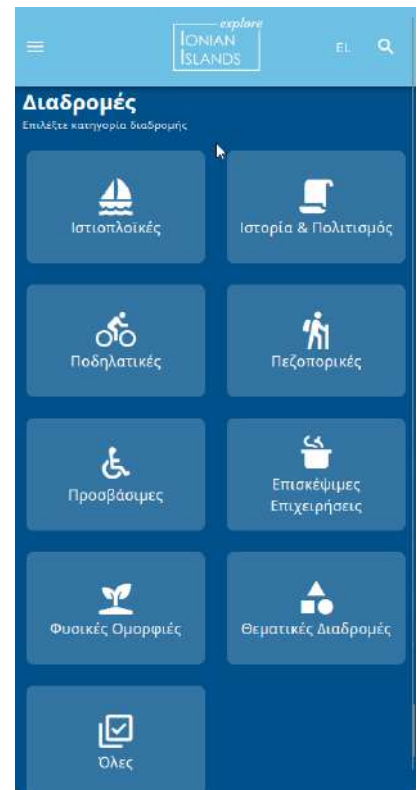 explore
IONIAN
ISLANDS
EL
Διαδρομές
Επιλέξτε κατηγορία διαδρομής
Ιστιοπλοϊκές
Ιστορία & Πολιτισμός
Ποδηλατικές
Πεζοπορικές
Προσβάσιμες
Επισκέψιμες
Επιχειρήσεις
Φυσικές Ομορφιές
Θεματικές Διαδρομές
Όλες